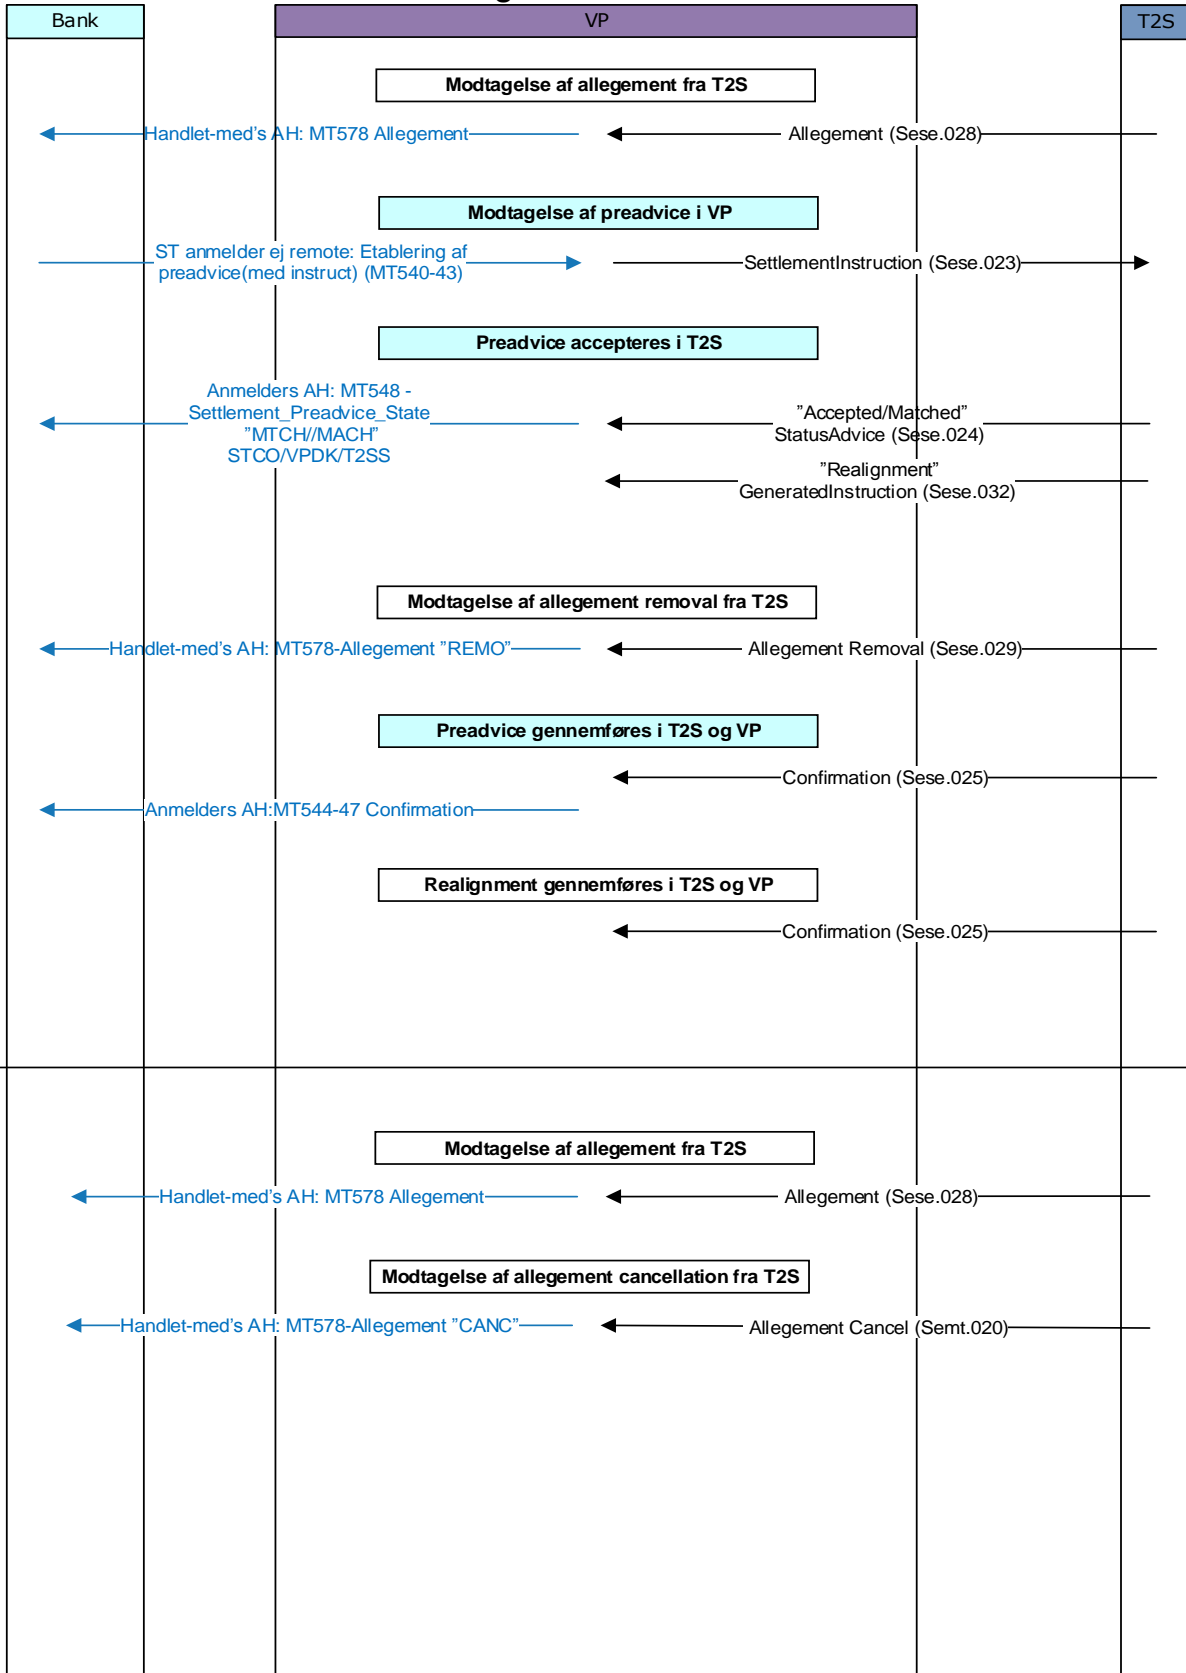 Bank
VP
T2S
Modtagelse af allegement fra T2S
Handlet-med's AH: MT578 Allegement
Allegement (Sese.028)
Modtagelse af preadvice i VP
ST anmelder ej remote: Etablering af
preadvice(med instruct) (MT540-43)
SettlementInstruction (Sese.023)
Preadvice accepteres i T2S
Anmelders AH: MT548 -
Settlement_Preadvice_State
"MTCH//MACH"
STCO/VPDK/T2SS
"Accepted/Matched"
StatusAdvice (Sese.024)
"Realignment"
GeneratedInstruction (Sese.032)
Modtagelse af allegement removal fra T2S
Handlet-med's AH: MT578-Allegement "REMO"
Allegement Removal (Sese.029)
Preadvice gennemføres i T2S og VP
Confirmation (Sese.025)
Anmelders AH:MT544-47 Confirmation
Realignment gennemføres i T2S og VP
Confirmation (Sese.025)
Modtagelse af allegement fra T2S
Handlet-med's AH: MT578 Allegement
Allegement (Sese.028)
Modtagelse af allegement cancellation fra T2S
Handlet-med's AH: MT578-Allegement "CANC"
Allegement Cancel (Semt.020)